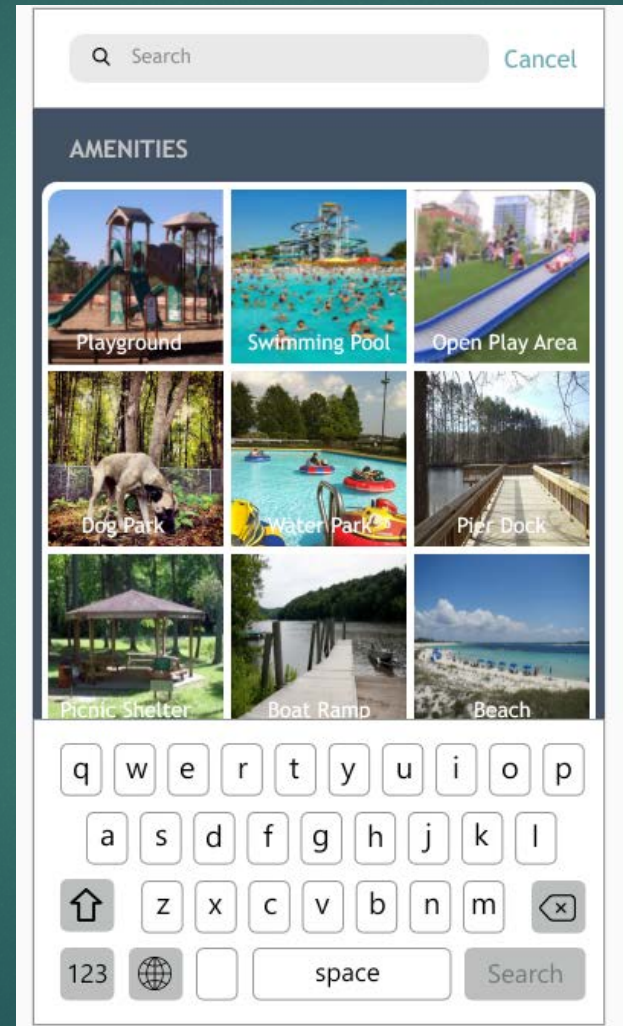 Search Cancel
AMENITIES
Playground Swimming Pool Open Play Area
Dog Park Water Park Pier Dock
Picnic Shelter Boat Ramp Beach
q w e r t y u i o p
a s d f g h j k l
z x c v b n m
123 space Search